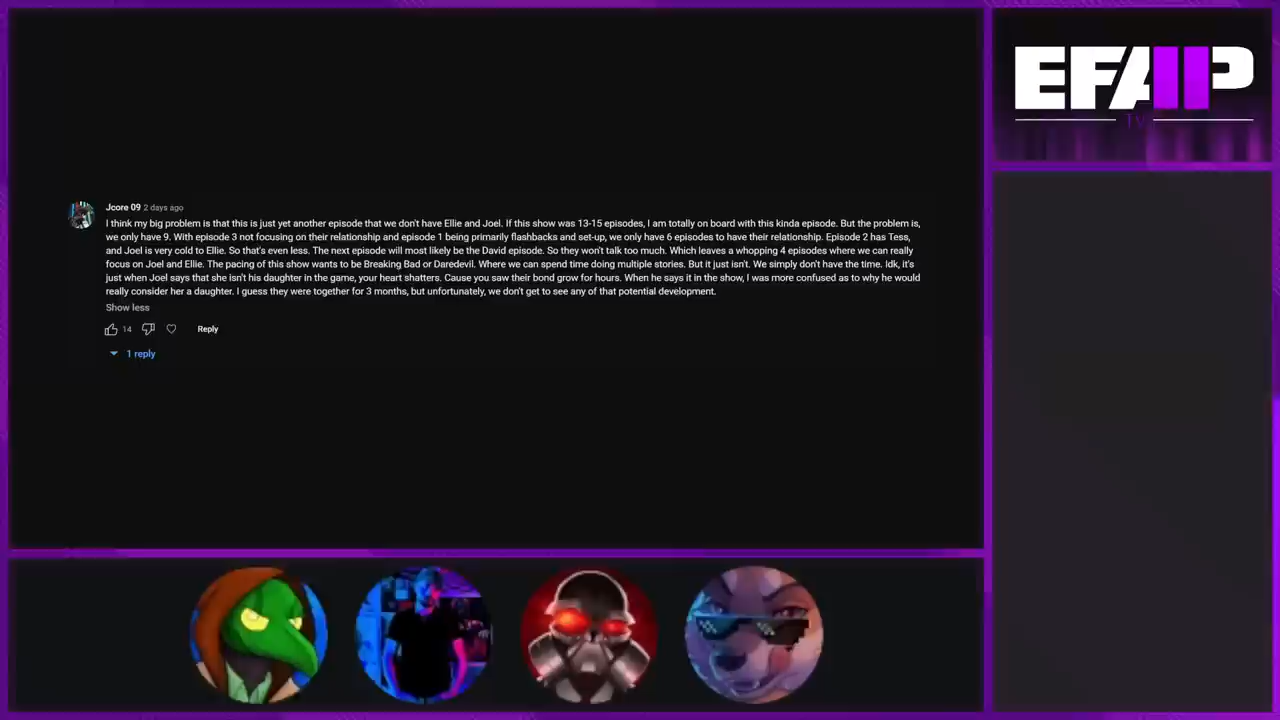 EFAP
TV
Jcore 09 2 days ago
I think my big problem is that this is just yet another episode that we don't have Ellie and Joel. If this show was 13-15 episodes, I am totally on board with this kinda episode. But the problem is,
we only have 9. With episode 3 not focusing on their relationship and episode 1 being primarily flashbacks and set-up, we only have 6 episodes to have their relationship. Episode 2 has Tess,
and Joel is very cold to Ellie. So that's even less. The next episode will most likely be the David episode. So they won't talk too much. Which leaves a whopping 4 episodes where we can really
focus on Joel and Ellie. The pacing of this show wants to be Breaking Bad or Daredevil. Where we can spend time doing multiple stories. But it just isn't. We simply don't have the time. Idk, it's
just when Joel says that she Isn't his daughter in the game, your heart shatters. Cause you saw their bond grow for hours. When he says it in the show, I was more confused as to why he would
really consider her a daughter. I guess they were together for 3 months, but unfortunately, we don't get to see any of that potential development.
Show less
14 Reply
1 reply